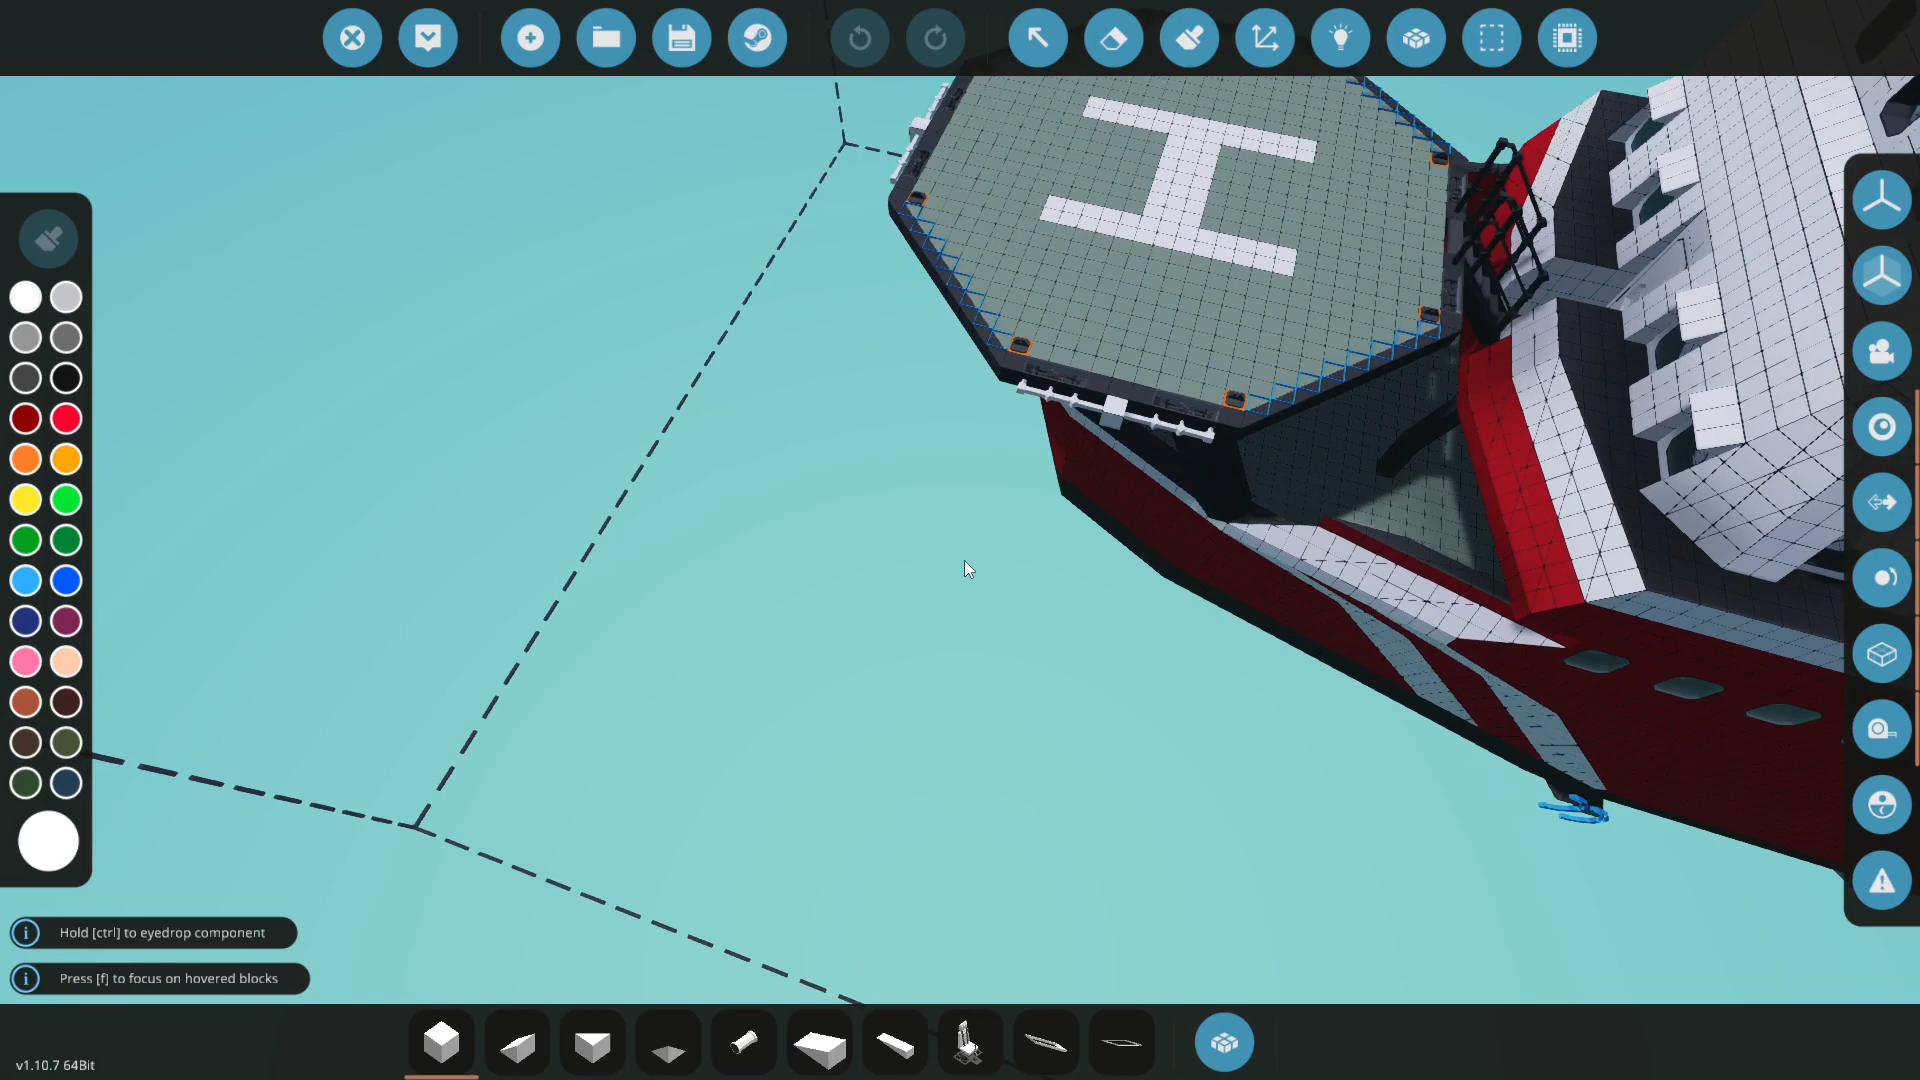 Hold [ctrl] to eyedrop component
Press [f] to focus on hovered blocks
v1.10.7 64Bit